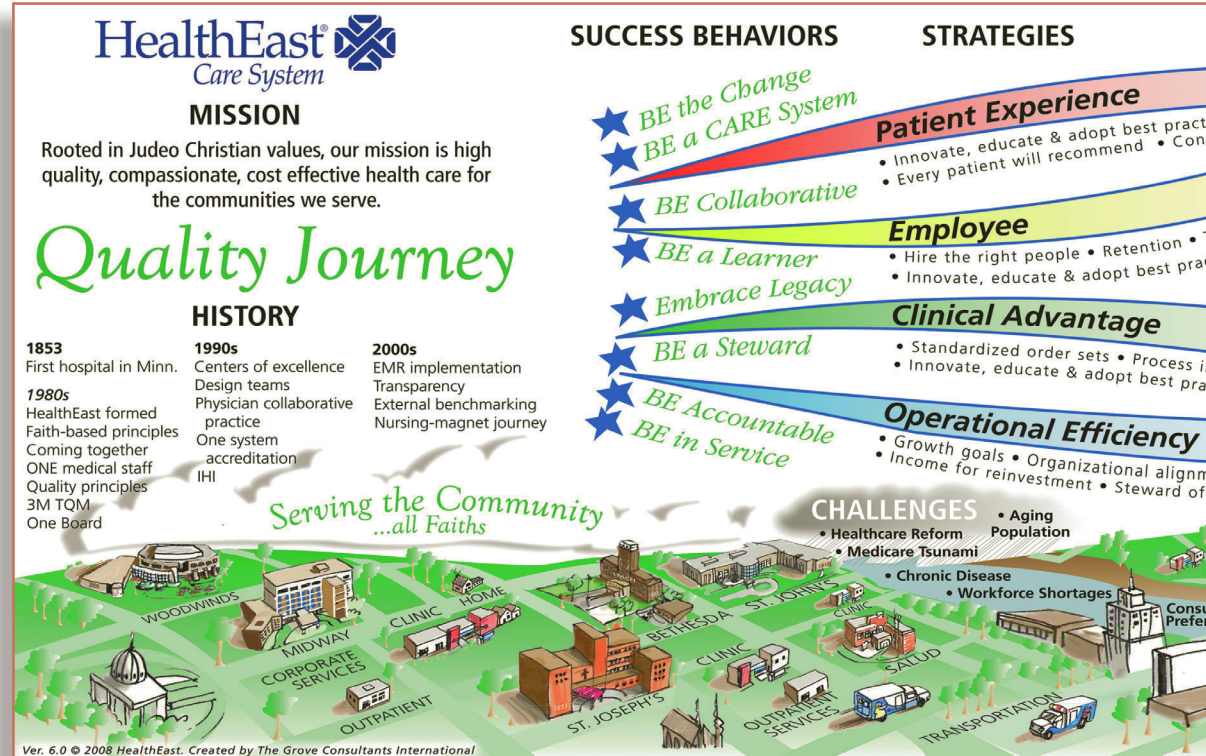 HealthEast®
Care System
MISSION
Rooted in Judeo Christian values, our mission is high
quality, compassionate, cost effective health care for
the communities we serve.
Quality Journey
HISTORY
1853
First hospital in Minn.
1980s
HealthEast formed
Faith-based principles
Coming together
ONE medical staff
Quality principles
3M TQM
One Board
1990s
Centers of excellence
Design teams
Physician collaborative
practice
One system
accreditation
IHI
2000s
EMR implementation
Transparency
External benchmarking
Nursing-magnet journey
SUCCESS BEHAVIORS
BE the Change
BE a CARE System
BE Collaborative
BE a Learner
Embrace Legacy
BE a Steward
BE Accountable
BE in Service
STRATEGIES
Patient Experience
• Innovate, educate & adopt best pract
• Every patient will recommend • Con
Employee
• Hire the right people • Retention • T
• Innovate, educate & adopt best prac
Clinical Advantage
• Standardized order sets • Process i
• Innovate, educate & adopt best pra
Operational Efficiency
• Growth goals • Organizational alignm
• Income for reinvestment • Steward of
Serving the Community
...all Faiths
CHALLENGES
• Healthcare Reform
• Medicare Tsunami
• Aging
Population
• Chronic Disease
• Workforce Shortages
Consu
Prefer
WOODWINDS
MIDWAY
CLINIC
HOME
BETHESDA
ST. JOHN'S
CLINIC
CORPORATE
SERVICES
OUTPATIENT
ST. JOSEPH'S
1853
CLINIC
SALUD
OUTPATIENT
SERVICES
TRANSPORTATION
Ver. 6.0 © 2008 HealthEast. Created by The Grove Consultants International